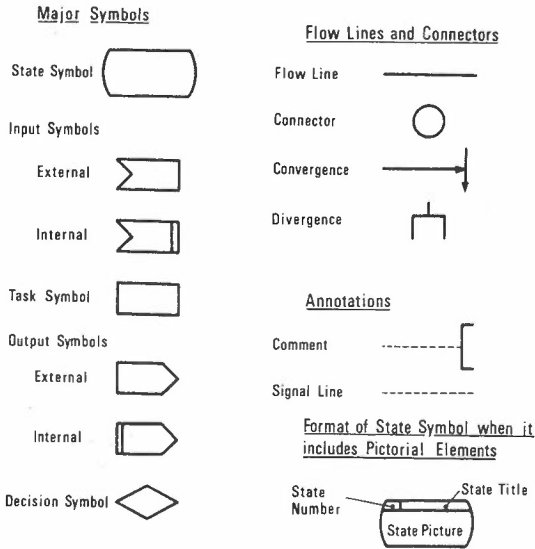 Major Symbols
State Symbol
Input Symbols
External
Internal
Task Symbol
Output Symbols
External
Internal
Decision Symbol
Flow Lines and Connectors
Flow Line
Connector
Convergence
Divergence
Annotations
Comment
Signal Line
Format of State Symbol when it
includes Pictorial Elements
State
Number
State Title
State Picture